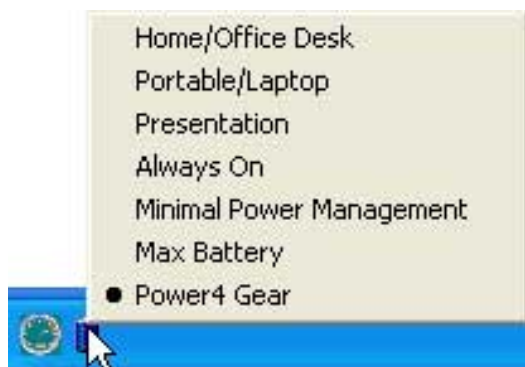 Home/Office Desk
Portable/Laptop
Presentation
Always On
Minimal Power Management
Max Battery
Power4 Gear